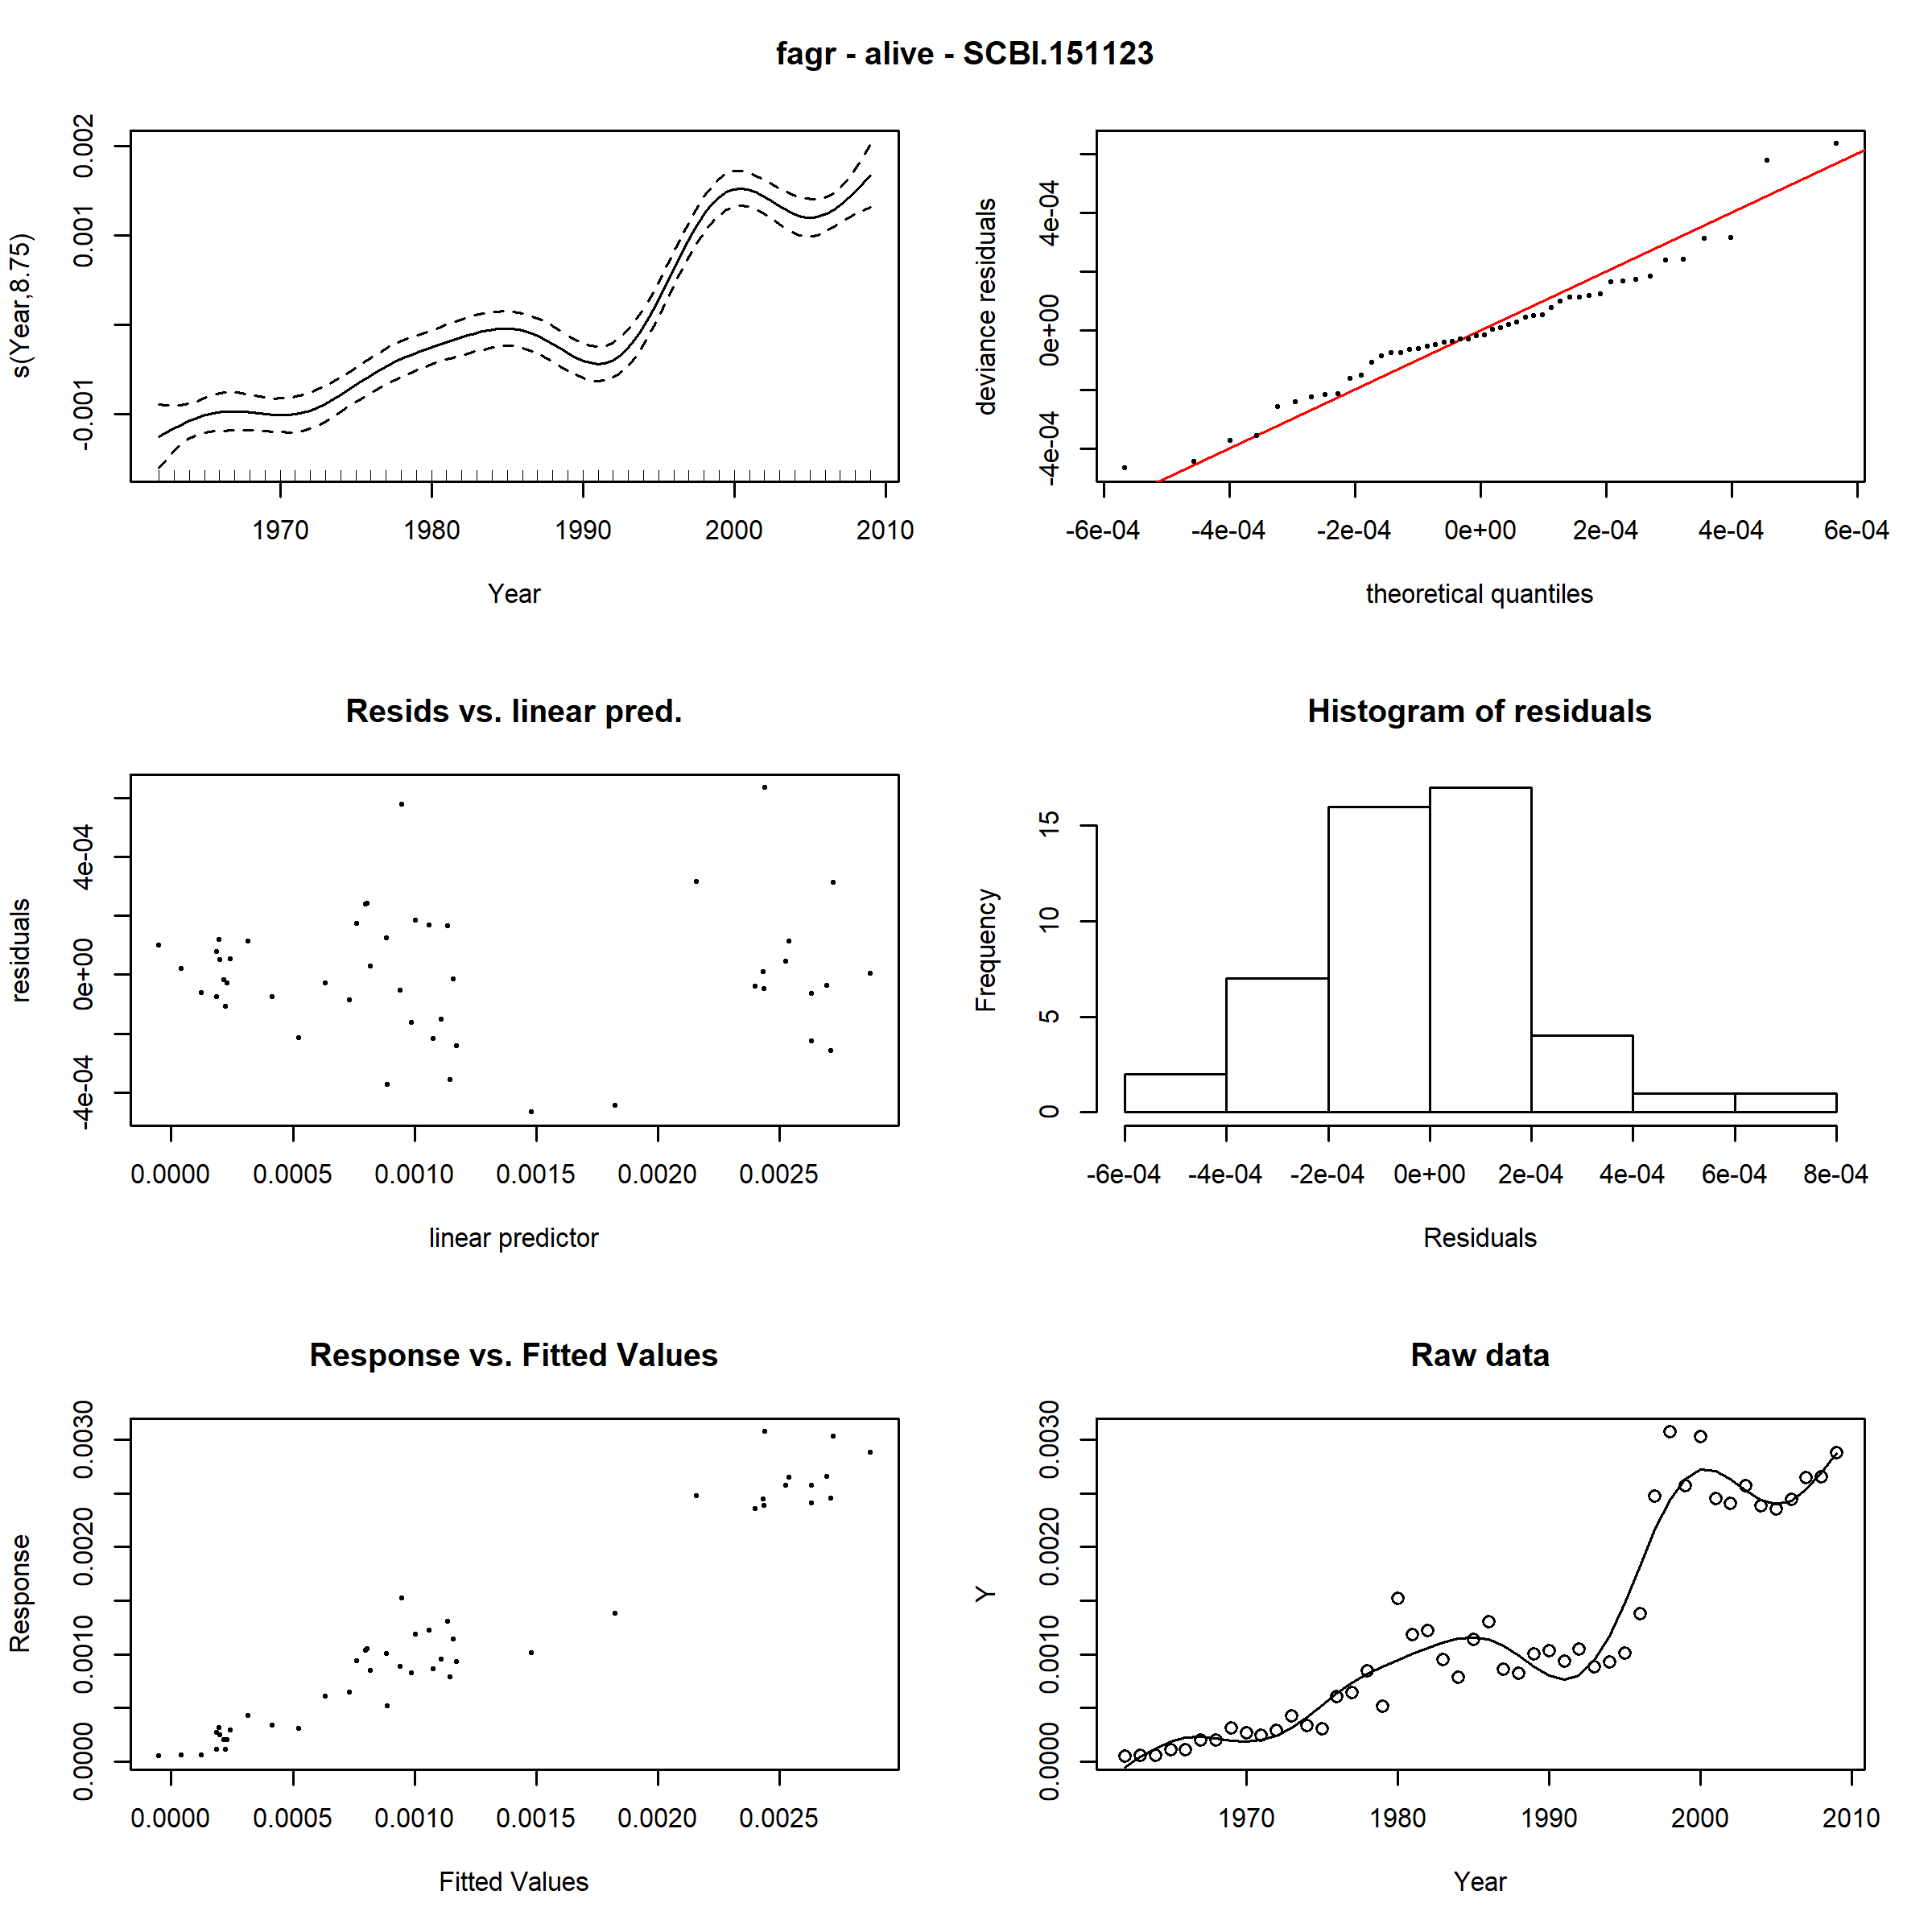 fagr - alive - SCBI.151123
s(Year,8.75)
0.002
0.001
-0.001
1970 1980 1990 2000 2010
Year
deviance residuals
4e-04
0e+00
-4e-04
-6e-04 -4e-04 -2e-04 0e+00 2e-04 4e-04 6e-04
theoretical quantiles
Resids vs. linear pred.
residuals
4e-04
0e+00
-4e-04
0.0000 0.0005 0.0010 0.0015 0.0020 0.0025
linear predictor
Histogram of residuals
Frequency
15
10
5
0
-6e-04 -4e-04 -2e-04 0e+00 2e-04 4e-04 6e-04 8e-04
Residuals
Response vs. Fitted Values
Response
0.0030
0.0020
0.0010
0.0000
0.0000 0.0005 0.0010 0.0015 0.0020 0.0025
Fitted Values
Raw data
Y
0.0030
0.0020
0.0010
0.0000
1970 1980 1990 2000 2010
Year